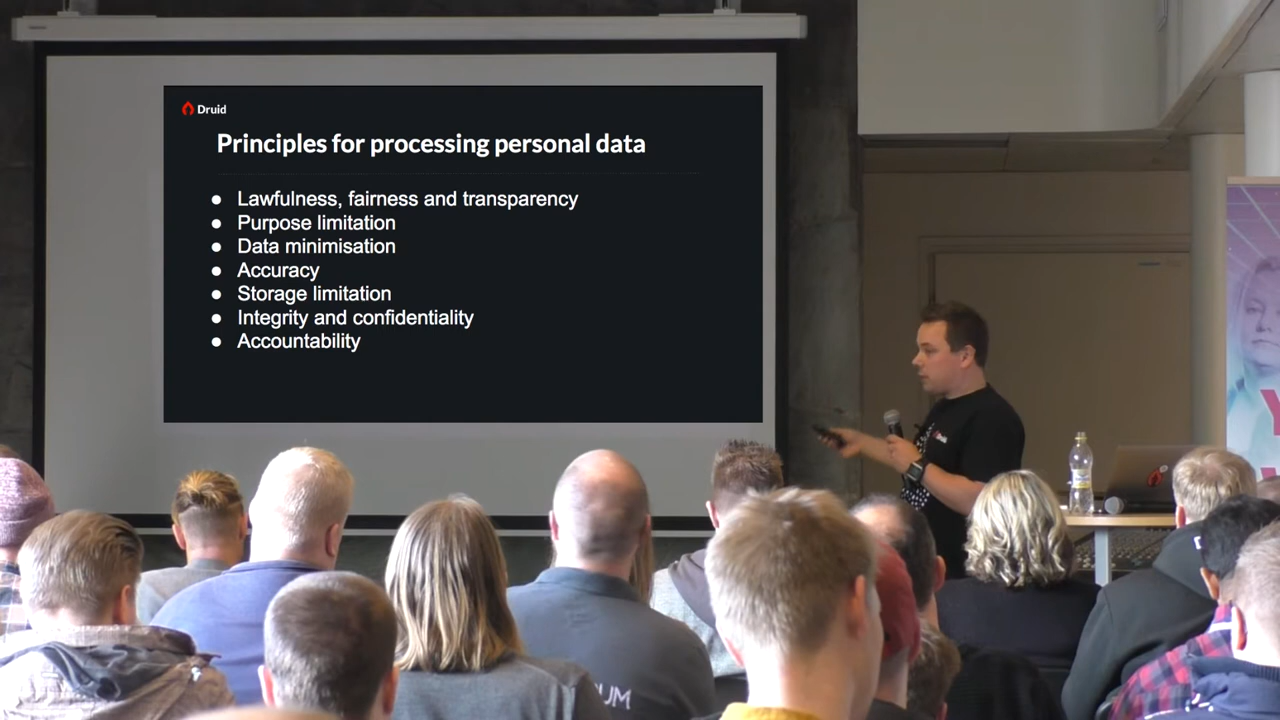 Druid
Principles for processing personal data
● Lawfulness, fairness and transparency
● Purpose limitation
● Data minimisation
● Accuracy
● Storage limitation
● Integrity and confidentiality
● Accountability
Y
UM